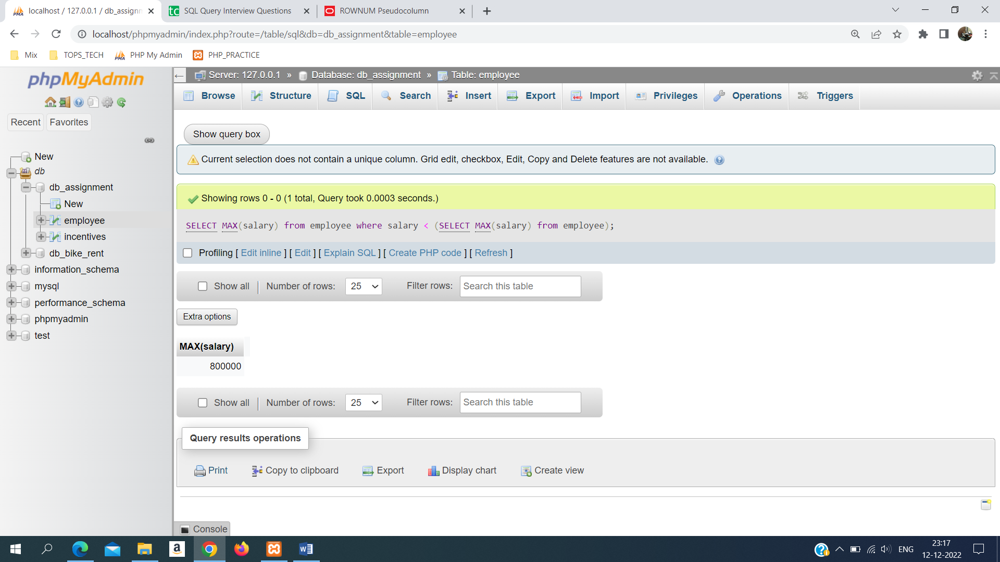 localhost / 127.0.0.1 / db_assignn
SQL Query Interview Questions
ROWNUM Pseudocolumn
localhost/phpmyadmin/index.php?route=/table/sql&db=db_assignment&table=employee
Mix
TOPS_TECH
PHP My Admin
PHP_PRACTICE
phpMyAdmin
Recent
Favorites
New
db
db_assignment
New
employee
incentives
db_bike_rent
information_schema
mysql
performance_schema
phpmyadmin
test
Server: 127.0.0.1 » Database: db_assignment » Table: employee
Browse
Structure
SQL
Search
Insert
Export
Import
Privileges
Operations
Triggers
Show query box
Current selection does not contain a unique column. Grid edit, checkbox, Edit, Copy and Delete features are not available.
Showing rows 0 - 0 (1 total, Query took 0.0003 seconds.)
SELECT MAX(salary) from employee where salary < (SELECT MAX(salary) from employee);
Profiling [ Edit inline ] [ Edit ] [ Explain SQL ] [ Create PHP code ] [ Refresh ]
Show all | Number of rows: 25 Filter rows: Search this table
Extra options
MAX(salary)
800000
Show all | Number of rows: 25 Filter rows: Search this table
Query results operations
Print
Copy to clipboard
Export
Display chart
Create view
Console
ENG
23:17
12-12-2022